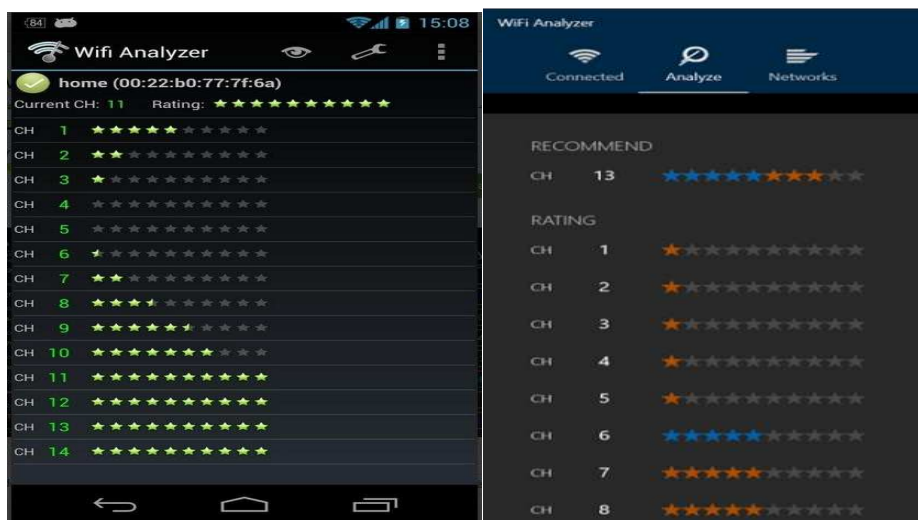 84 15:08
Wifi Analyzer
home (00:22:b0:77:7f:6a)
Current CH: 11 Rating:
CH 1
CH 2
CH 3
CH 4
CH 5
CH 6
CH 7
CH 8
CH 9
CH 10
CH 11
CH 12
CH 13
CH 14
WiFi Analyzer
Connected Analyze Networks
RECOMMEND
CH 13
RATING
CH 1
CH 2
CH 3
CH 4
CH 5
CH 6
CH 7
CH 8